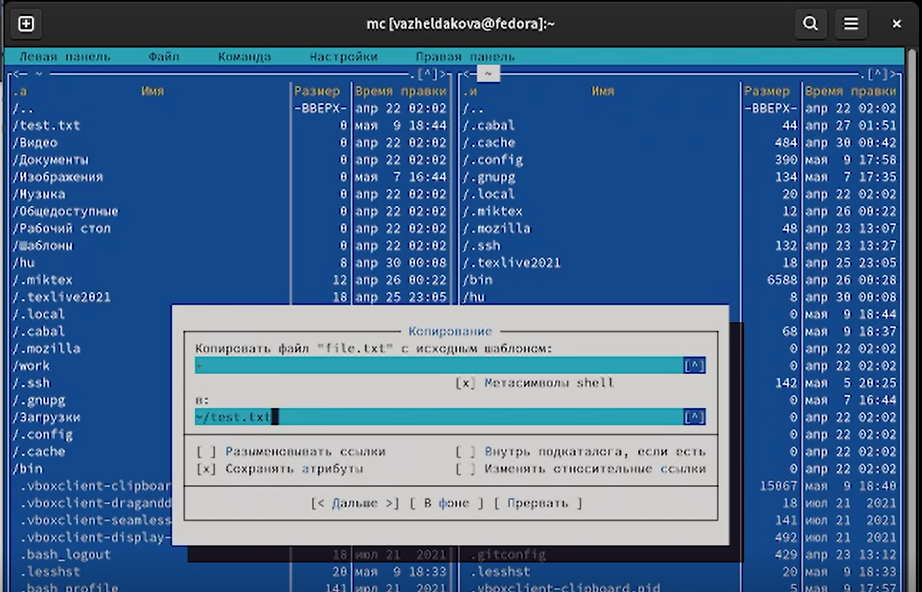 mc [vazheldakova@fedora]:~
Левая панель Файл Команда Настройки Правая панель
<- ~ .[^]> <- ~ .[^]>
.а Имя Размер Время правки .и Имя Размер Время правки
/.. -ВВЕРХ- апр 22 02:02 /.. -ВВЕРХ- апр 22 02:02
/test.txt 0 мая 9 18:44 /.cabal 44 апр 27 01:51
/Видео 0 апр 22 02:02 /.cache 484 апр 30 00:42
/Документы 0 апр 22 02:02 /.config 390 мая 9 17:58
/Изображения 0 мая 7 16:44 /.gnupg 134 мая 7 17:35
/Музыка 0 апр 22 02:02 /.local 20 апр 22 02:02
/Общедоступные 0 апр 22 02:02 /.miktex 12 апр 26 00:22
/Рабочий стол 0 апр 22 02:02 /.mozilla 48 апр 23 13:07
/Шаблоны 0 апр 22 02:02 /.ssh 132 апр 23 13:27
/hu 8 апр 30 00:08 /.texlive2021 18 апр 25 23:05
/.miktex 12 апр 26 00:22 /bin 6588 апр 26 00:28
/.texlive2021 18 апр 25 23:05 /hu 8 апр 30 00:08
/.local 0 мая 9 18:44
/.cabal 68 мая 9 18:37
/.mozilla 0 апр 22 02:02
/work 0 апр 22 02:02
/.ssh 142 мая 5 20:25
/.gnupg 0 мая 7 16:44
/Загрузки 0 апр 22 02:02
/.config 0 апр 22 02:02
/.cache 0 апр 22 02:02
/bin 0 апр 22 02:02
.vboxclient-clipboar 15067 мая 9 18:40
.vboxclient-dragandd 18 июл 21 2021
.vboxclient-seamless 141 июл 21 2021
.vboxclient-display- 492 июл 21 2021
.bash_logout 18 июл 21 2021 .gitconfig 429 апр 23 13:12
.lesshst 20 мая 9 18:33 .lesshst 20 мая 9 18:33
.bash_profile 141 июл 21 2021 .vboxclient-clipboard.pid 5 мая 9 17:57
Копирование
Копировать файл "file.txt" с исходным шаблоном:
[^]
[x] Метасимволы shell
в:
~/test.txt [^]
[ ] Разыменовывать ссылки [ ] Внутрь подкаталога, если есть
[x] Сохранять атрибуты [ ] Изменять относительные ссылки
[< Дальше >] [ В фоне ] [ Прервать ]